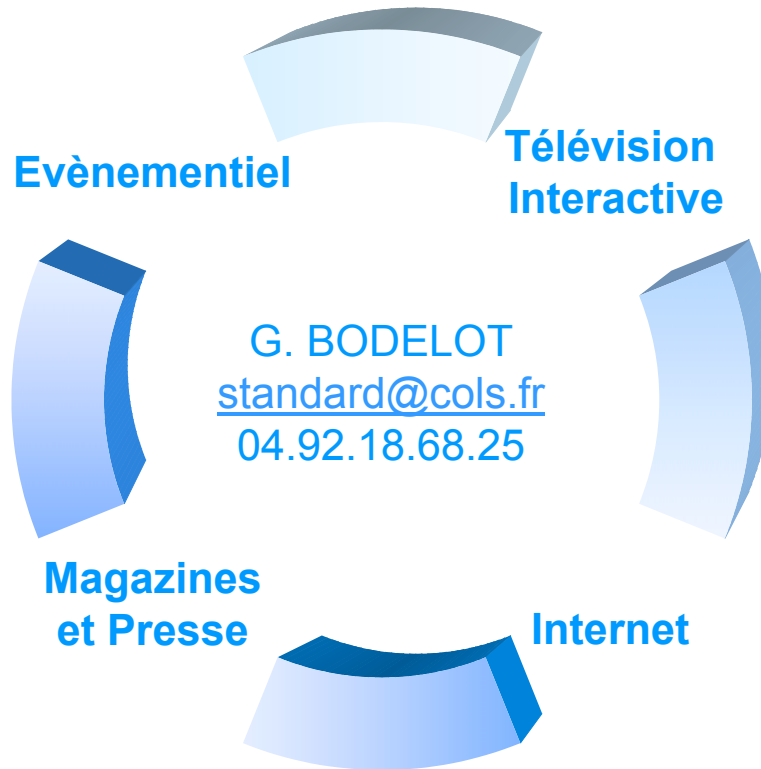 Evènementiel
Télévision
Interactive
G. BODELOT
standard@cols.fr
04.92.18.68.25
Magazines
et Presse
Internet